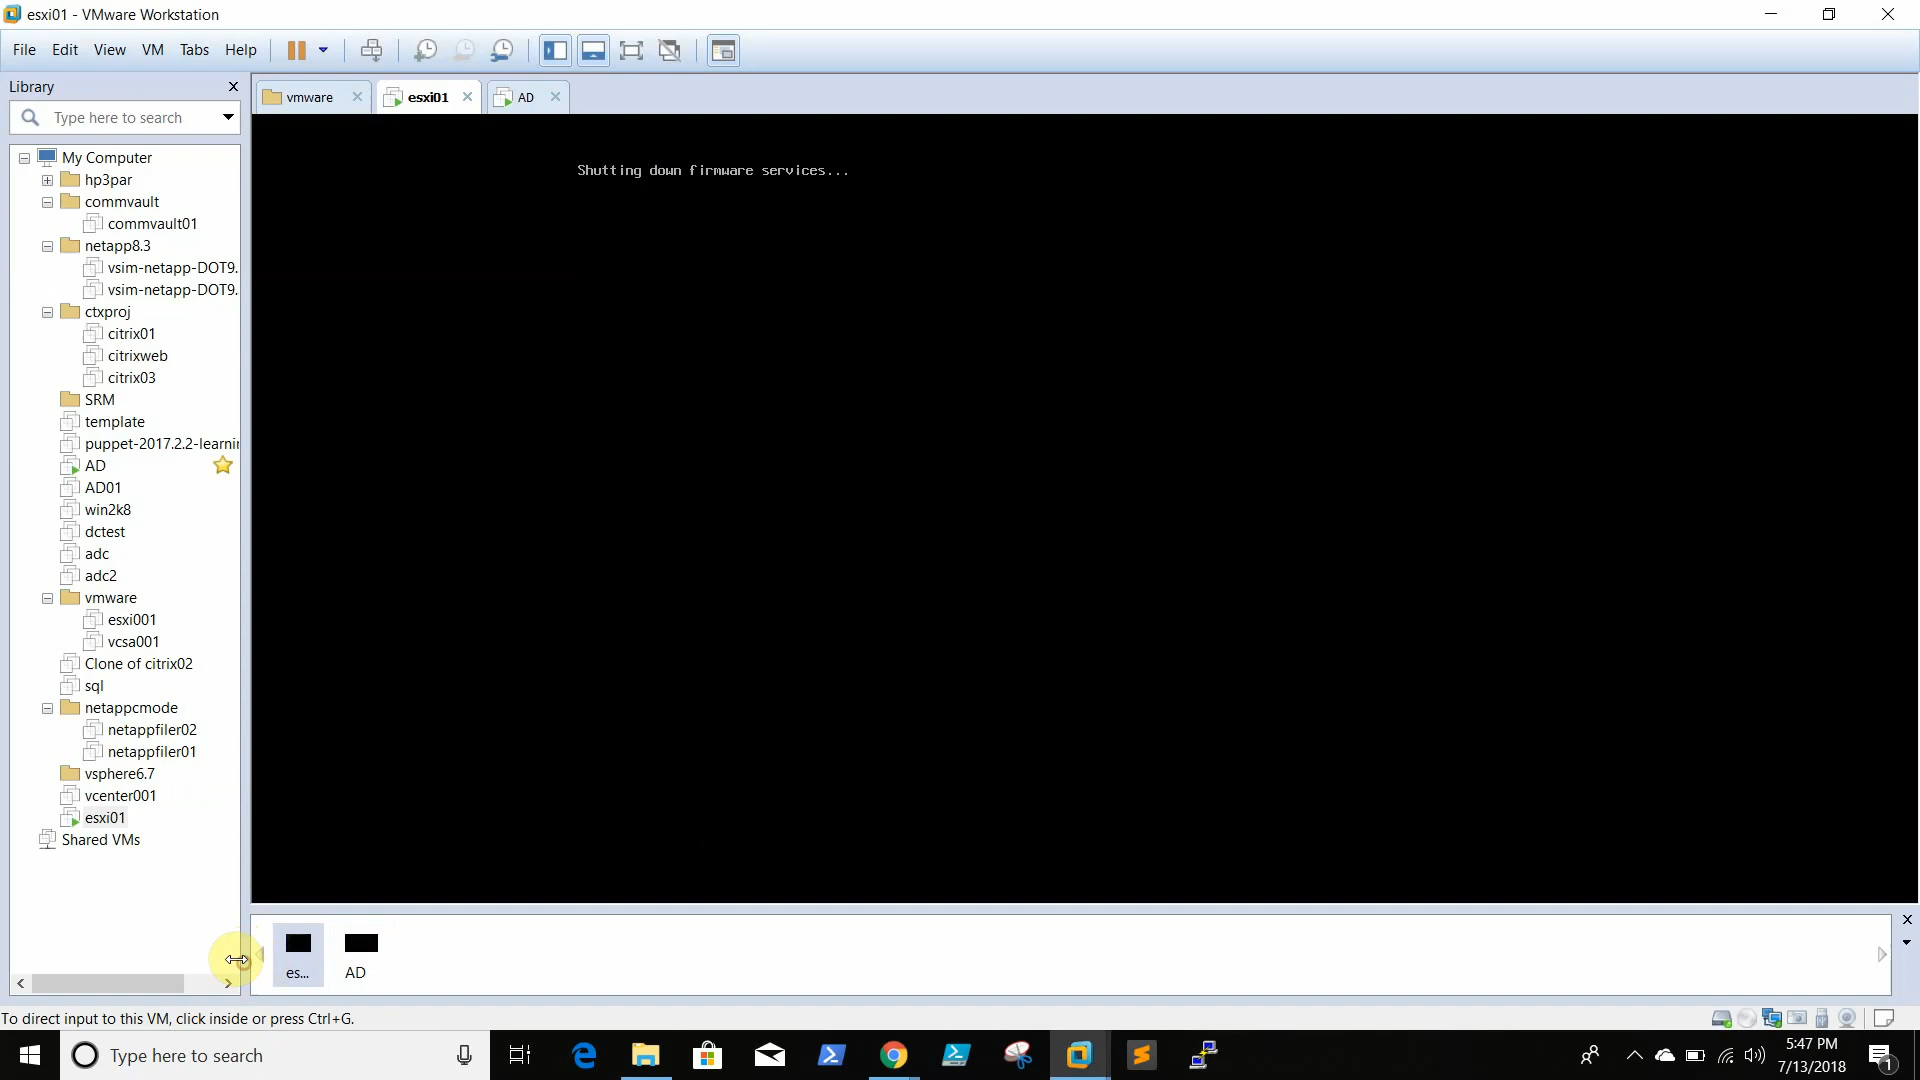 esxi01 - VMware Workstation
File Edit View VM Tabs Help
Library
Type here to search
vmware
esxi01
AD
My Computer
hp3par
commvault
commvault01
netapp8.3
vsim-netapp-DOT9.
vsim-netapp-DOT9.
ctxproj
citrix01
citrixweb
citrix03
SRM
template
puppet-2017.2.2-learnin
AD
AD01
win2k8
dctest
adc
adc2
vmware
esxi001
vcsa001
Clone of citrix02
sql
netappcmode
netappfiler02
netappfiler01
vsphere6.7
vcenter001
esxi01
Shared VMs
Shutting down firmware services...
es...
AD
To direct input to this VM, click inside or press Ctrl+G.
Type here to search
5:47 PM
7/13/2018
1